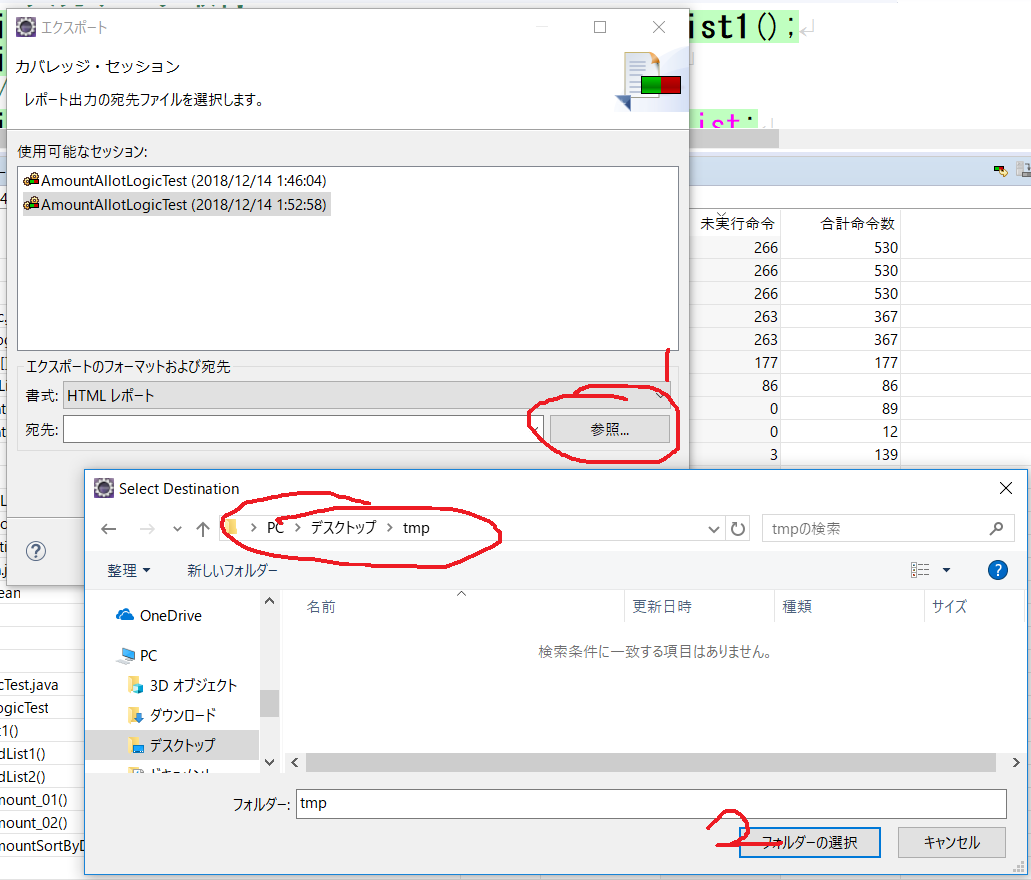 エクスポート
ist1();
カバレッジ・セッション
レポート出力の宛先ファイルを選択します。
ist;
使用可能なセッション:
AmountAllotLogicTest (2018/12/14 1:46:04)
AmountAllotLogicTest (2018/12/14 1:52:58)
未実行命令 合計命令数
266 530
266 530
266 530
263 367
263 367
177 177
86 86
0 89
0 12
3 139
エクスポートのフォーマットおよび宛先
1
書式: HTML レポート
宛先: 参照...
Select Destination
PC > デスクトップ > tmp
tmpの検索
整理 新しいフォルダー
名前 更新日時 種類 サイズ
検索条件に一致する項目はありません。
OneDrive
PC
3D オブジェクト
ダウンロード
デスクトップ
ドキュメント
ean
cTest.java
ogicTest
t1()
dList1()
dList2()
mount_01()
mount_02()
mountSortByD
フォルダー: tmp
2
フォルダーの選択 キャンセル